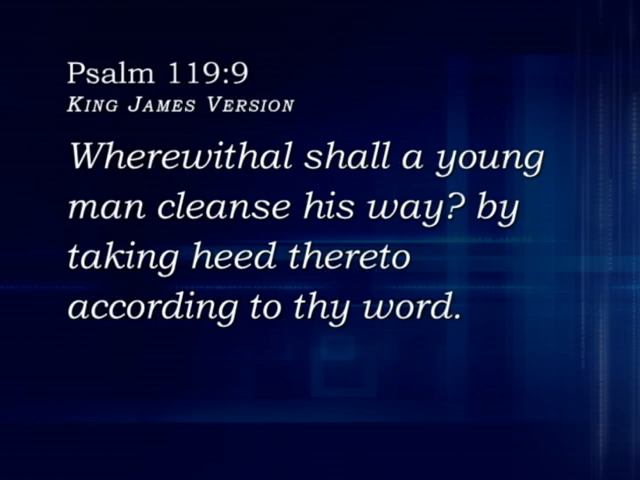 Psalm 119:9
King James Version
Wherewithal shall a young
man cleanse his way? by
taking heed thereto
according to thy word.